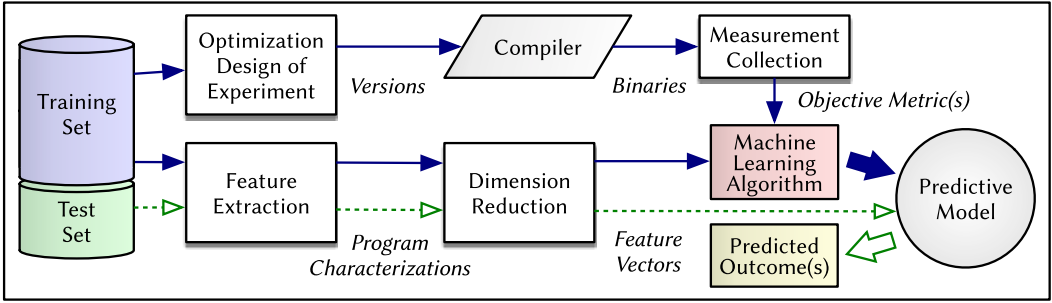 Training
Set
Test
Set
Optimization
Design of
Experiment
Versions
Compiler
Binaries
Measurement
Collection
Objective Metric(s)
Feature
Extraction
Program
Characterizations
Dimension
Reduction
Feature
Vectors
Machine
Learning
Algorithm
Predictive
Model
Predicted
Outcome(s)